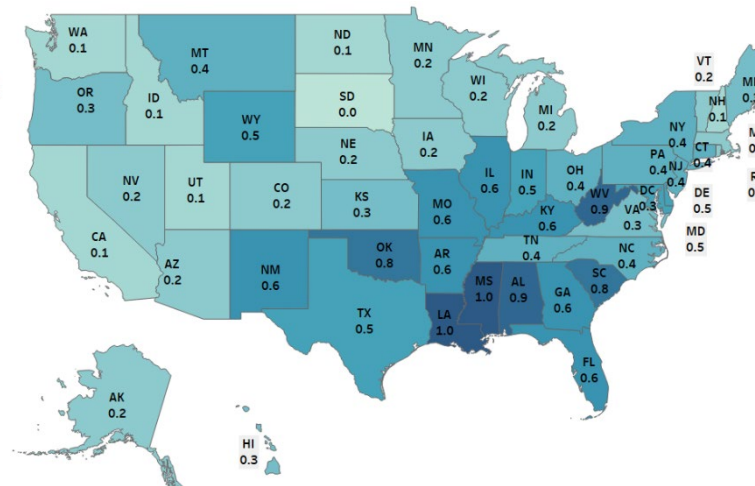 WA
0.1
MT
0.4
ND
0.1
MN
0.2
VT
0.2
OR
0.3
ID
0.1
SD
0.0
WI
0.2
MI
0.2
NH
0.1
WY
0.5
NY
0.4
CT
0.4
NE
0.2
IA
0.2
PA
0.4
NJ
0.4
NV
0.2
UT
0.1
CO
0.2
IL
0.6
IN
0.5
OH
0.4
DC
0.3
DE
0.5
KS
0.3
MO
0.6
KY
0.6
WV
0.9
VA
0.3
MD
0.5
CA
0.1
AZ
0.2
NM
0.6
OK
0.8
AR
0.6
TN
0.4
NC
0.4
TX
0.5
LA
1.0
MS
1.0
AL
0.9
GA
0.6
SC
0.8
FL
0.6
AK
0.2
HI
0.3